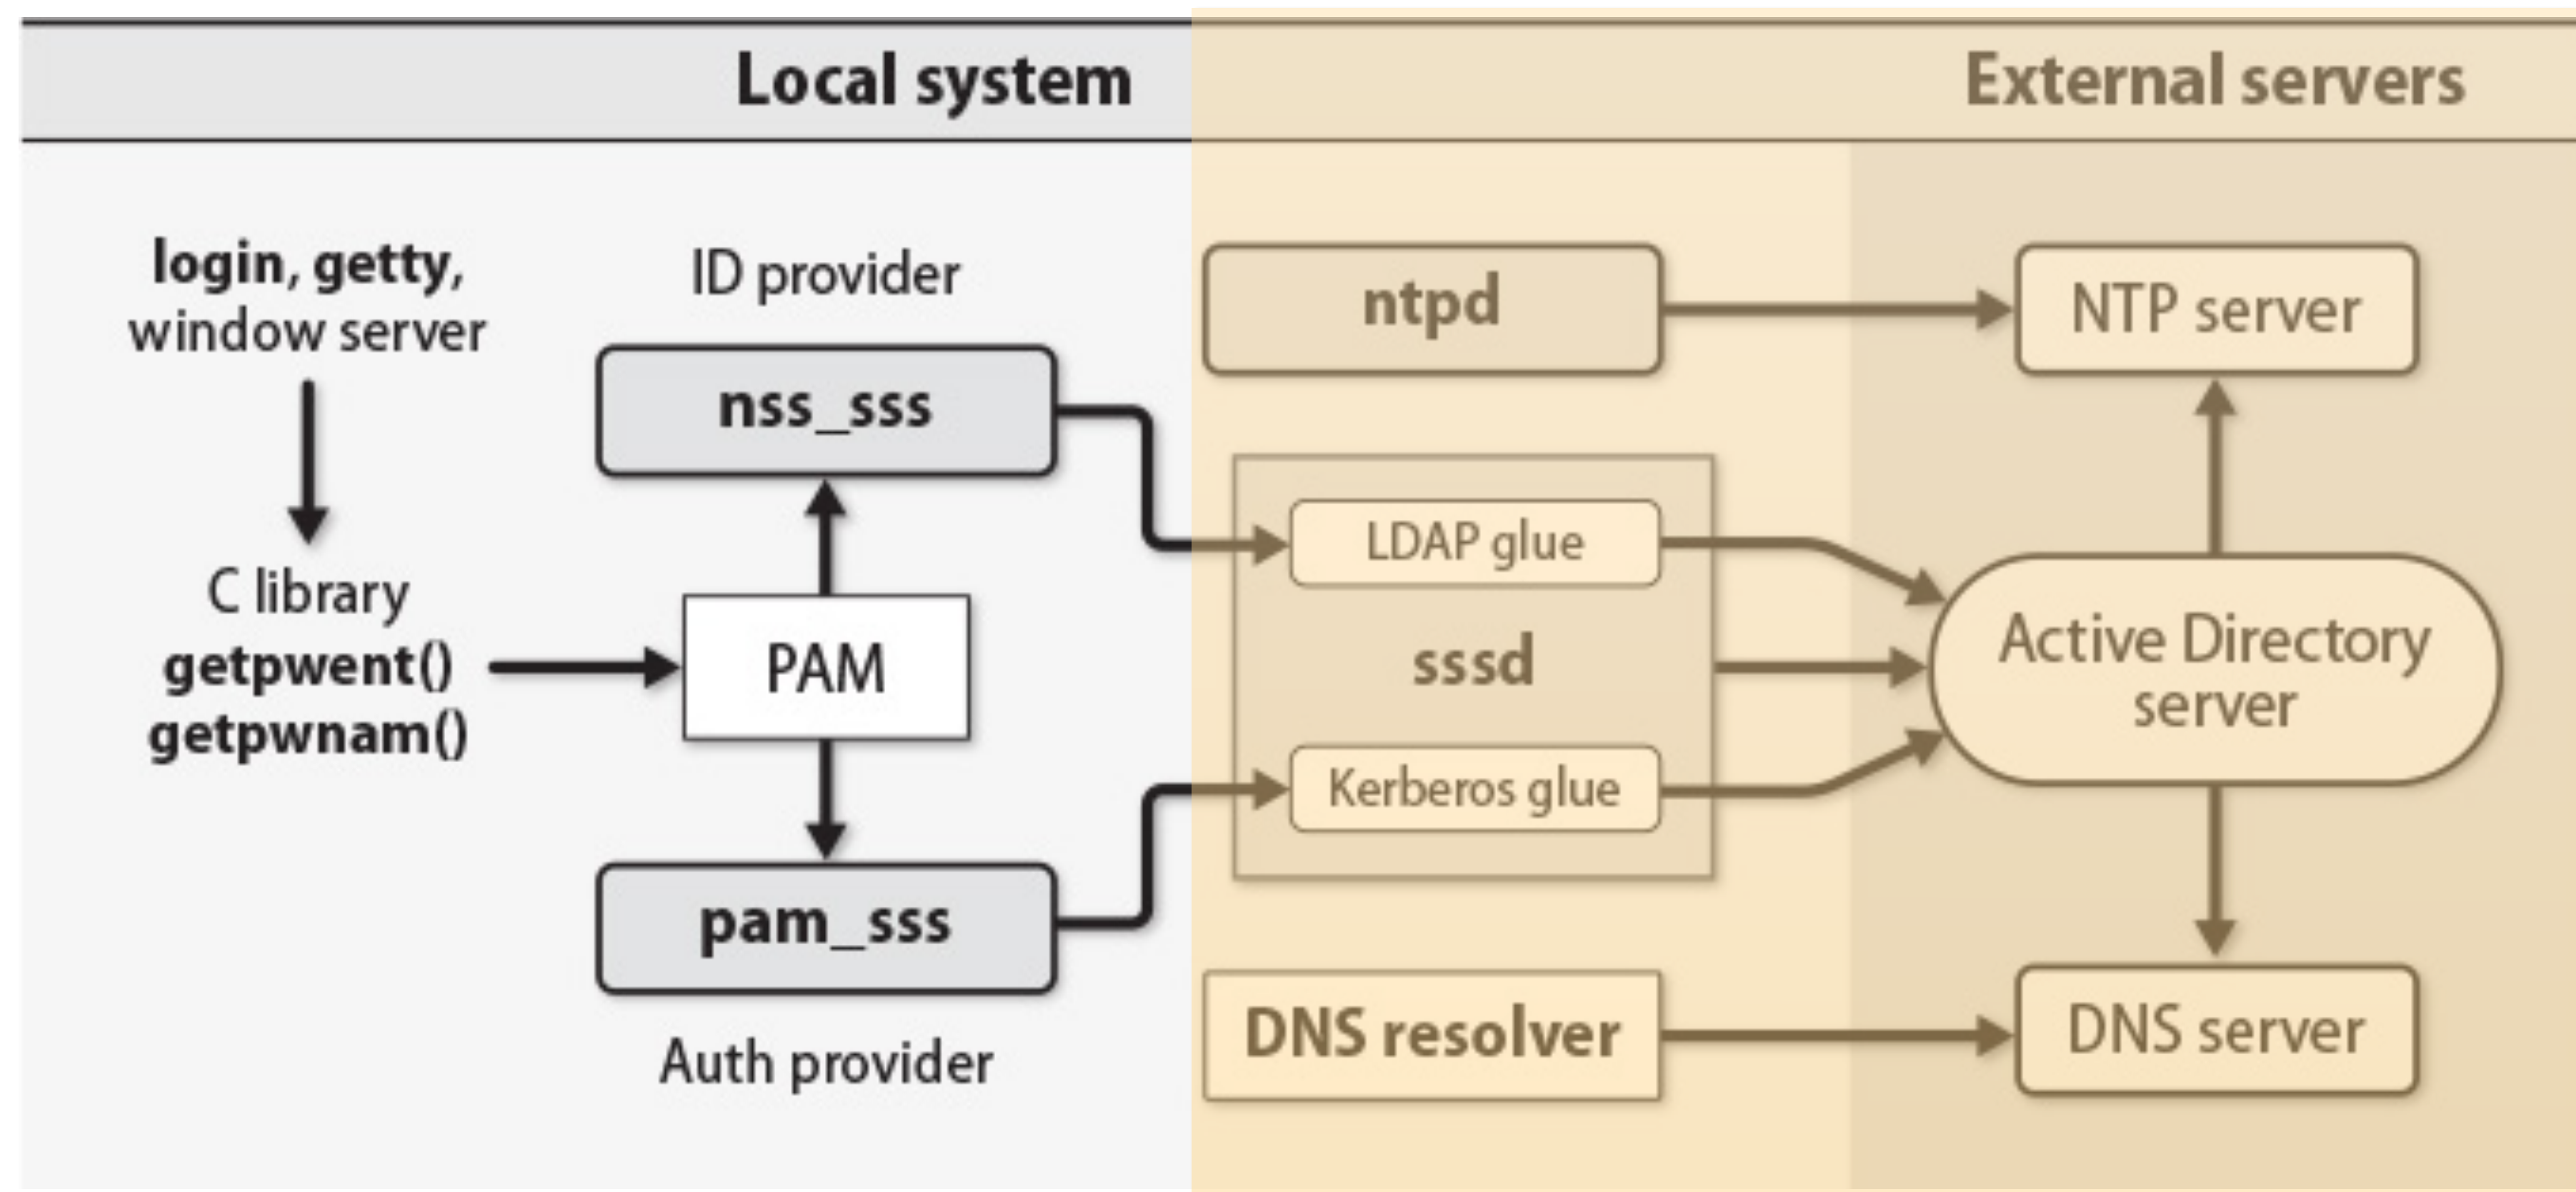 Local system
External servers
login, getty,
window server
C library
getpwent()
getpwnam()
ID provider
nss_sss
PAM
pam_sss
Auth provider
ntpd
LDAP glue
sssd
Kerberos glue
DNS resolver
NTP server
Active Directory
server
DNS server